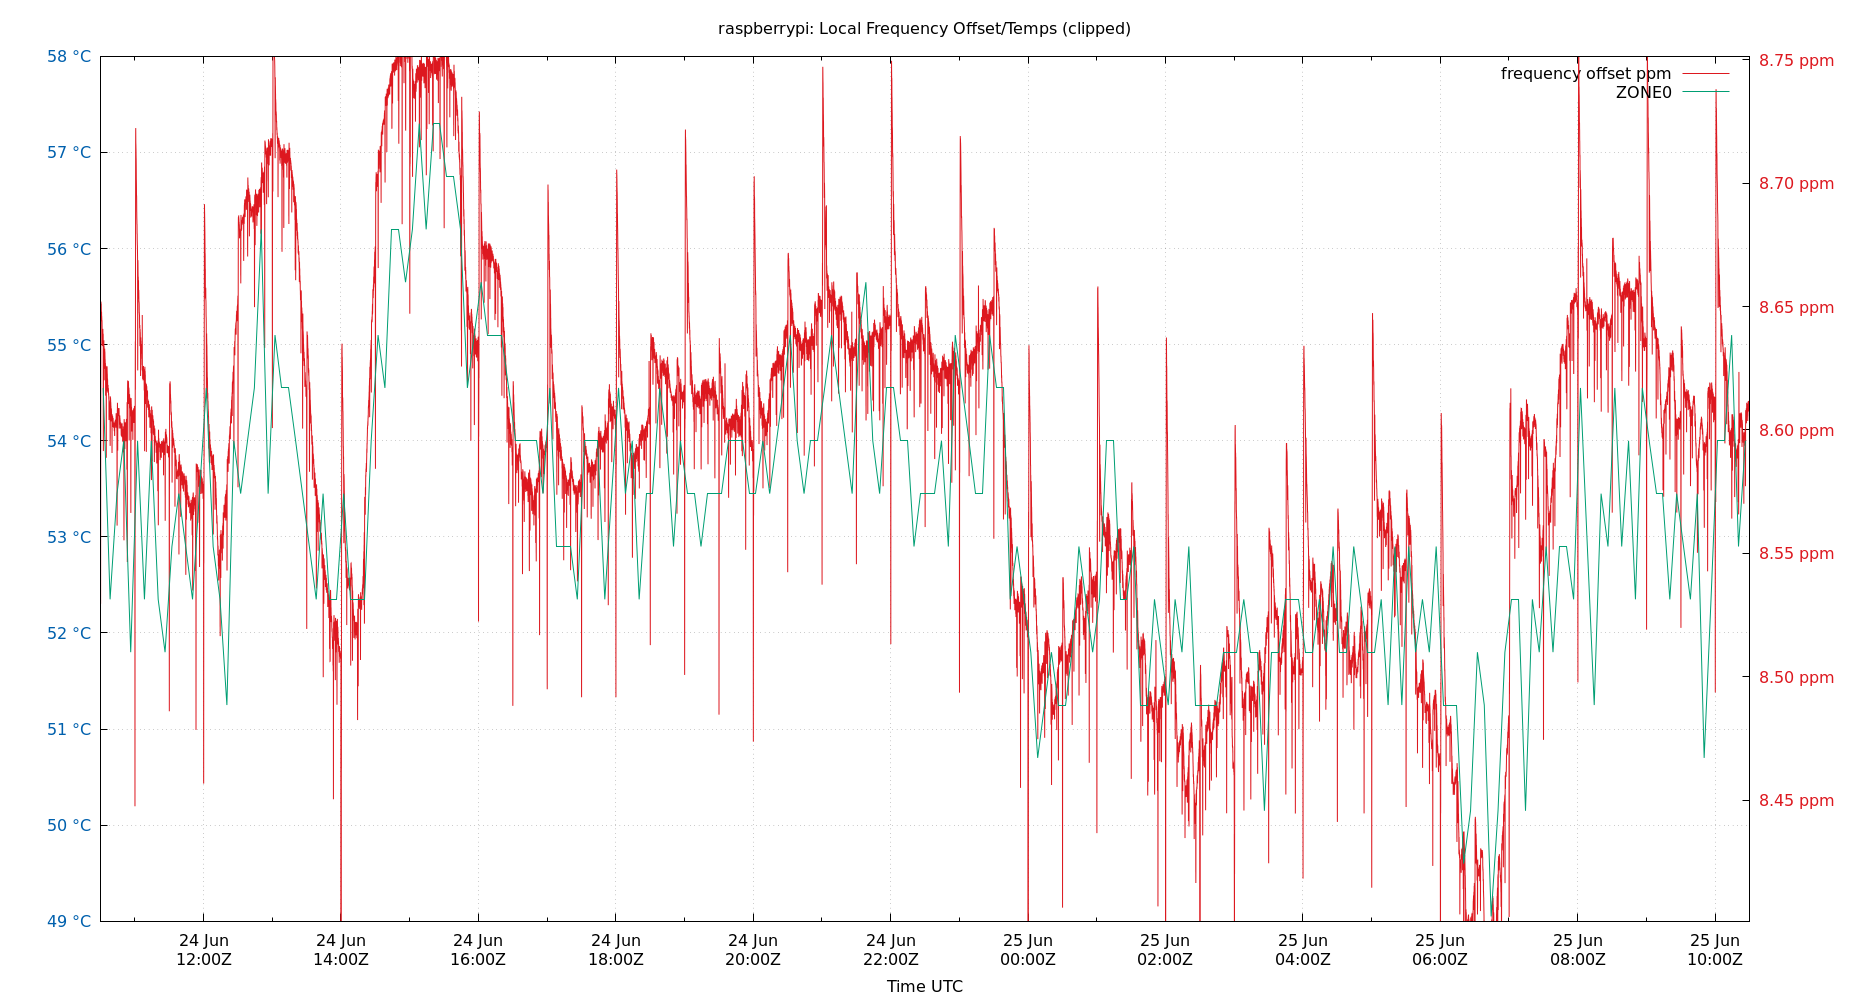 raspberrypi: Local Frequency Offset/Temps (clipped)
58 °C
57 °C
56 °C
55 °C
54 °C
53 °C
52 °C
51 °C
50 °C
49 °C
8.75 ppm
8.70 ppm
8.65 ppm
8.60 ppm
8.55 ppm
8.50 ppm
8.45 ppm
frequency offset ppm
ZONE0
24 Jun
12:00Z
24 Jun
14:00Z
24 Jun
16:00Z
24 Jun
18:00Z
24 Jun
20:00Z
24 Jun
22:00Z
25 Jun
00:00Z
25 Jun
02:00Z
25 Jun
04:00Z
25 Jun
06:00Z
25 Jun
08:00Z
25 Jun
10:00Z
Time UTC